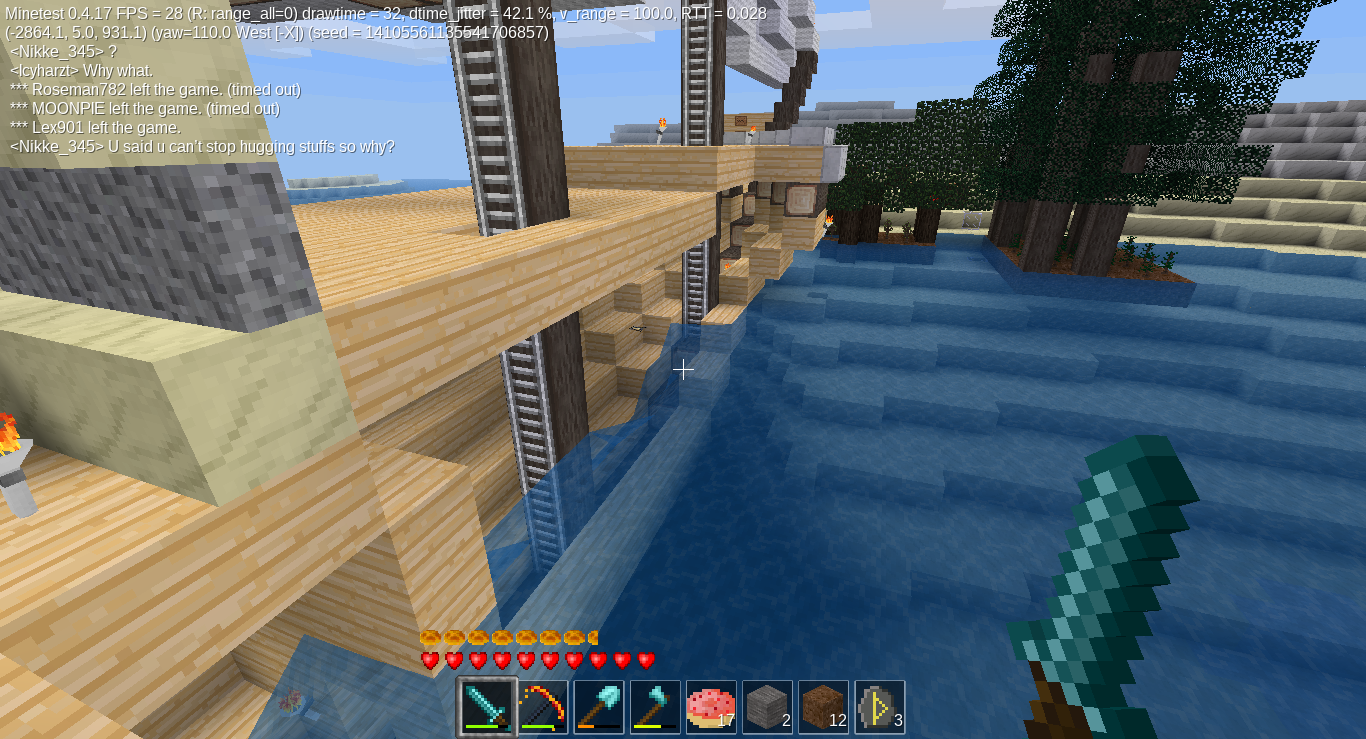 Minetest 0.4.17 FPS = 28 (R: range_all=0) drawtime = 32, dtime_jitter = 42.1 %, v_range = 100.0, RTT = 0.028
(-2864.1, 5.0, 931.1) (yaw=110.0 West [-X]) (seed = 14105561135541706857)
<Nikke_345> ?
<lcyharzt> Why what.
*** Roseman782 left the game. (timed out)
*** MOONPIE left the game. (timed out)
*** Lex901 left the game.
<Nikke_345> U said u can't stop hugging stuffs so why?
17 2 12 3